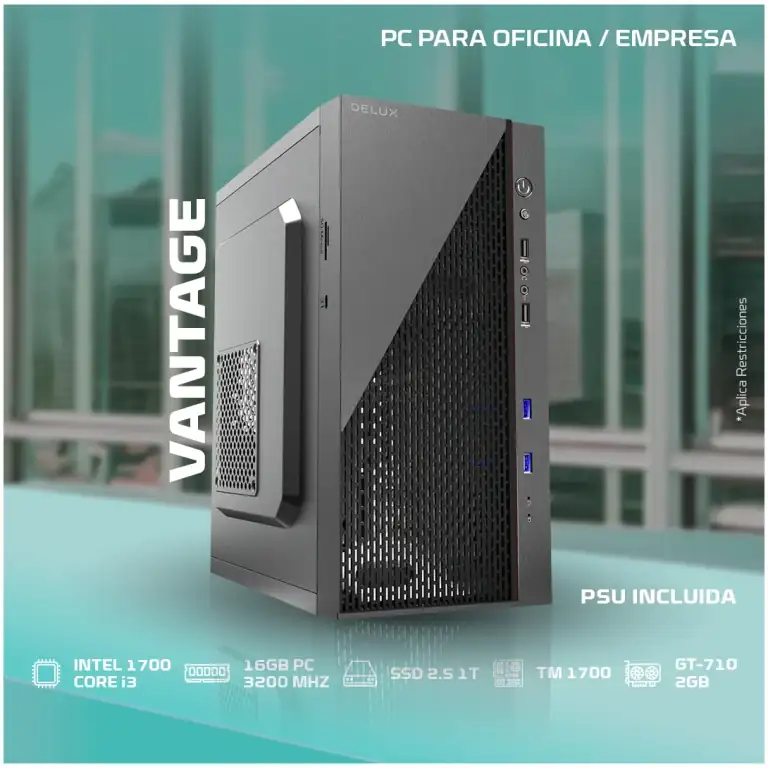 PC PARA OFICINA / EMPRESA
DELUX
VANTAGE
*Aplica Restricciones
PSU INCLUIDA
INTEL 1700
CORE i3
16GB PC
3200 MHZ
SSD 2.5 1T
TM 1700
GT-710
2GB